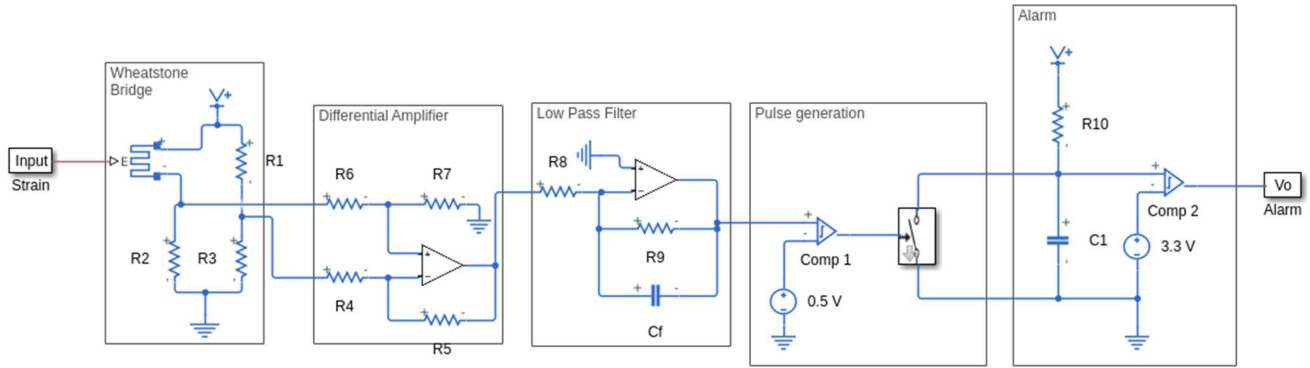 Wheatstone
Bridge
V+
Input
Strain
E
R1
R2
R3
Differential Amplifier
R6
R7
R4
R5
Low Pass Filter
R8
R9
Cf
Pulse generation
Comp 1
0.5 V
Alarm
V+
R10
C1
Comp 2
3.3 V
Vo
Alarm